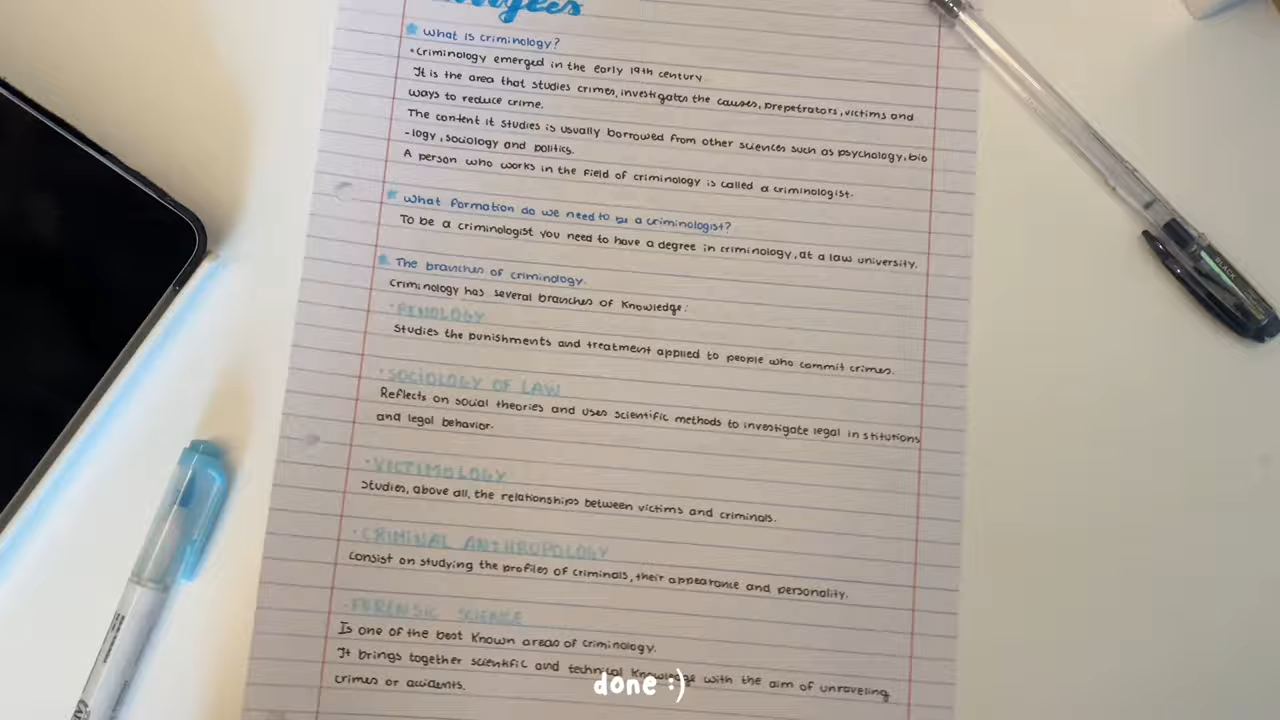 What is criminology?
•Criminology emerged in the early 19th century
It is the area that studies crimes, investigates the causes, prepetrators, victims and
ways to reduce crime.
The content it studies is usually borrowed from other sciences such as psychology, bio
-logy, sociology and politics.
A person who works in the field of criminology is called a criminologist.
What formation do we need to be a criminologist?
To be a criminologist you need to have a degree in criminology, at a law university.
The branches of criminology.
Criminology has several branches of Knowledge:
•PENOLOGY
Studies the punishments and treatment applied to people who commit crimes.
•SOCIOLOGY OF LAW
Reflects on social theories and uses scientific methods to investigate legal in stitutions
and legal behavior.
•VICTIMOLOGY
Studies, above all, the relationships between victims and criminals.
•CRIMINAL ANTHROPOLOGY
Consist on studying the profiles of criminals, their appearance and personality.
•FORENSIC SCIENCE
Is one of the best Known areas of criminology.
It brings together scientific and technical Knowledge with the aim of unraveling
crimes or accidents.
done :)
BLACK